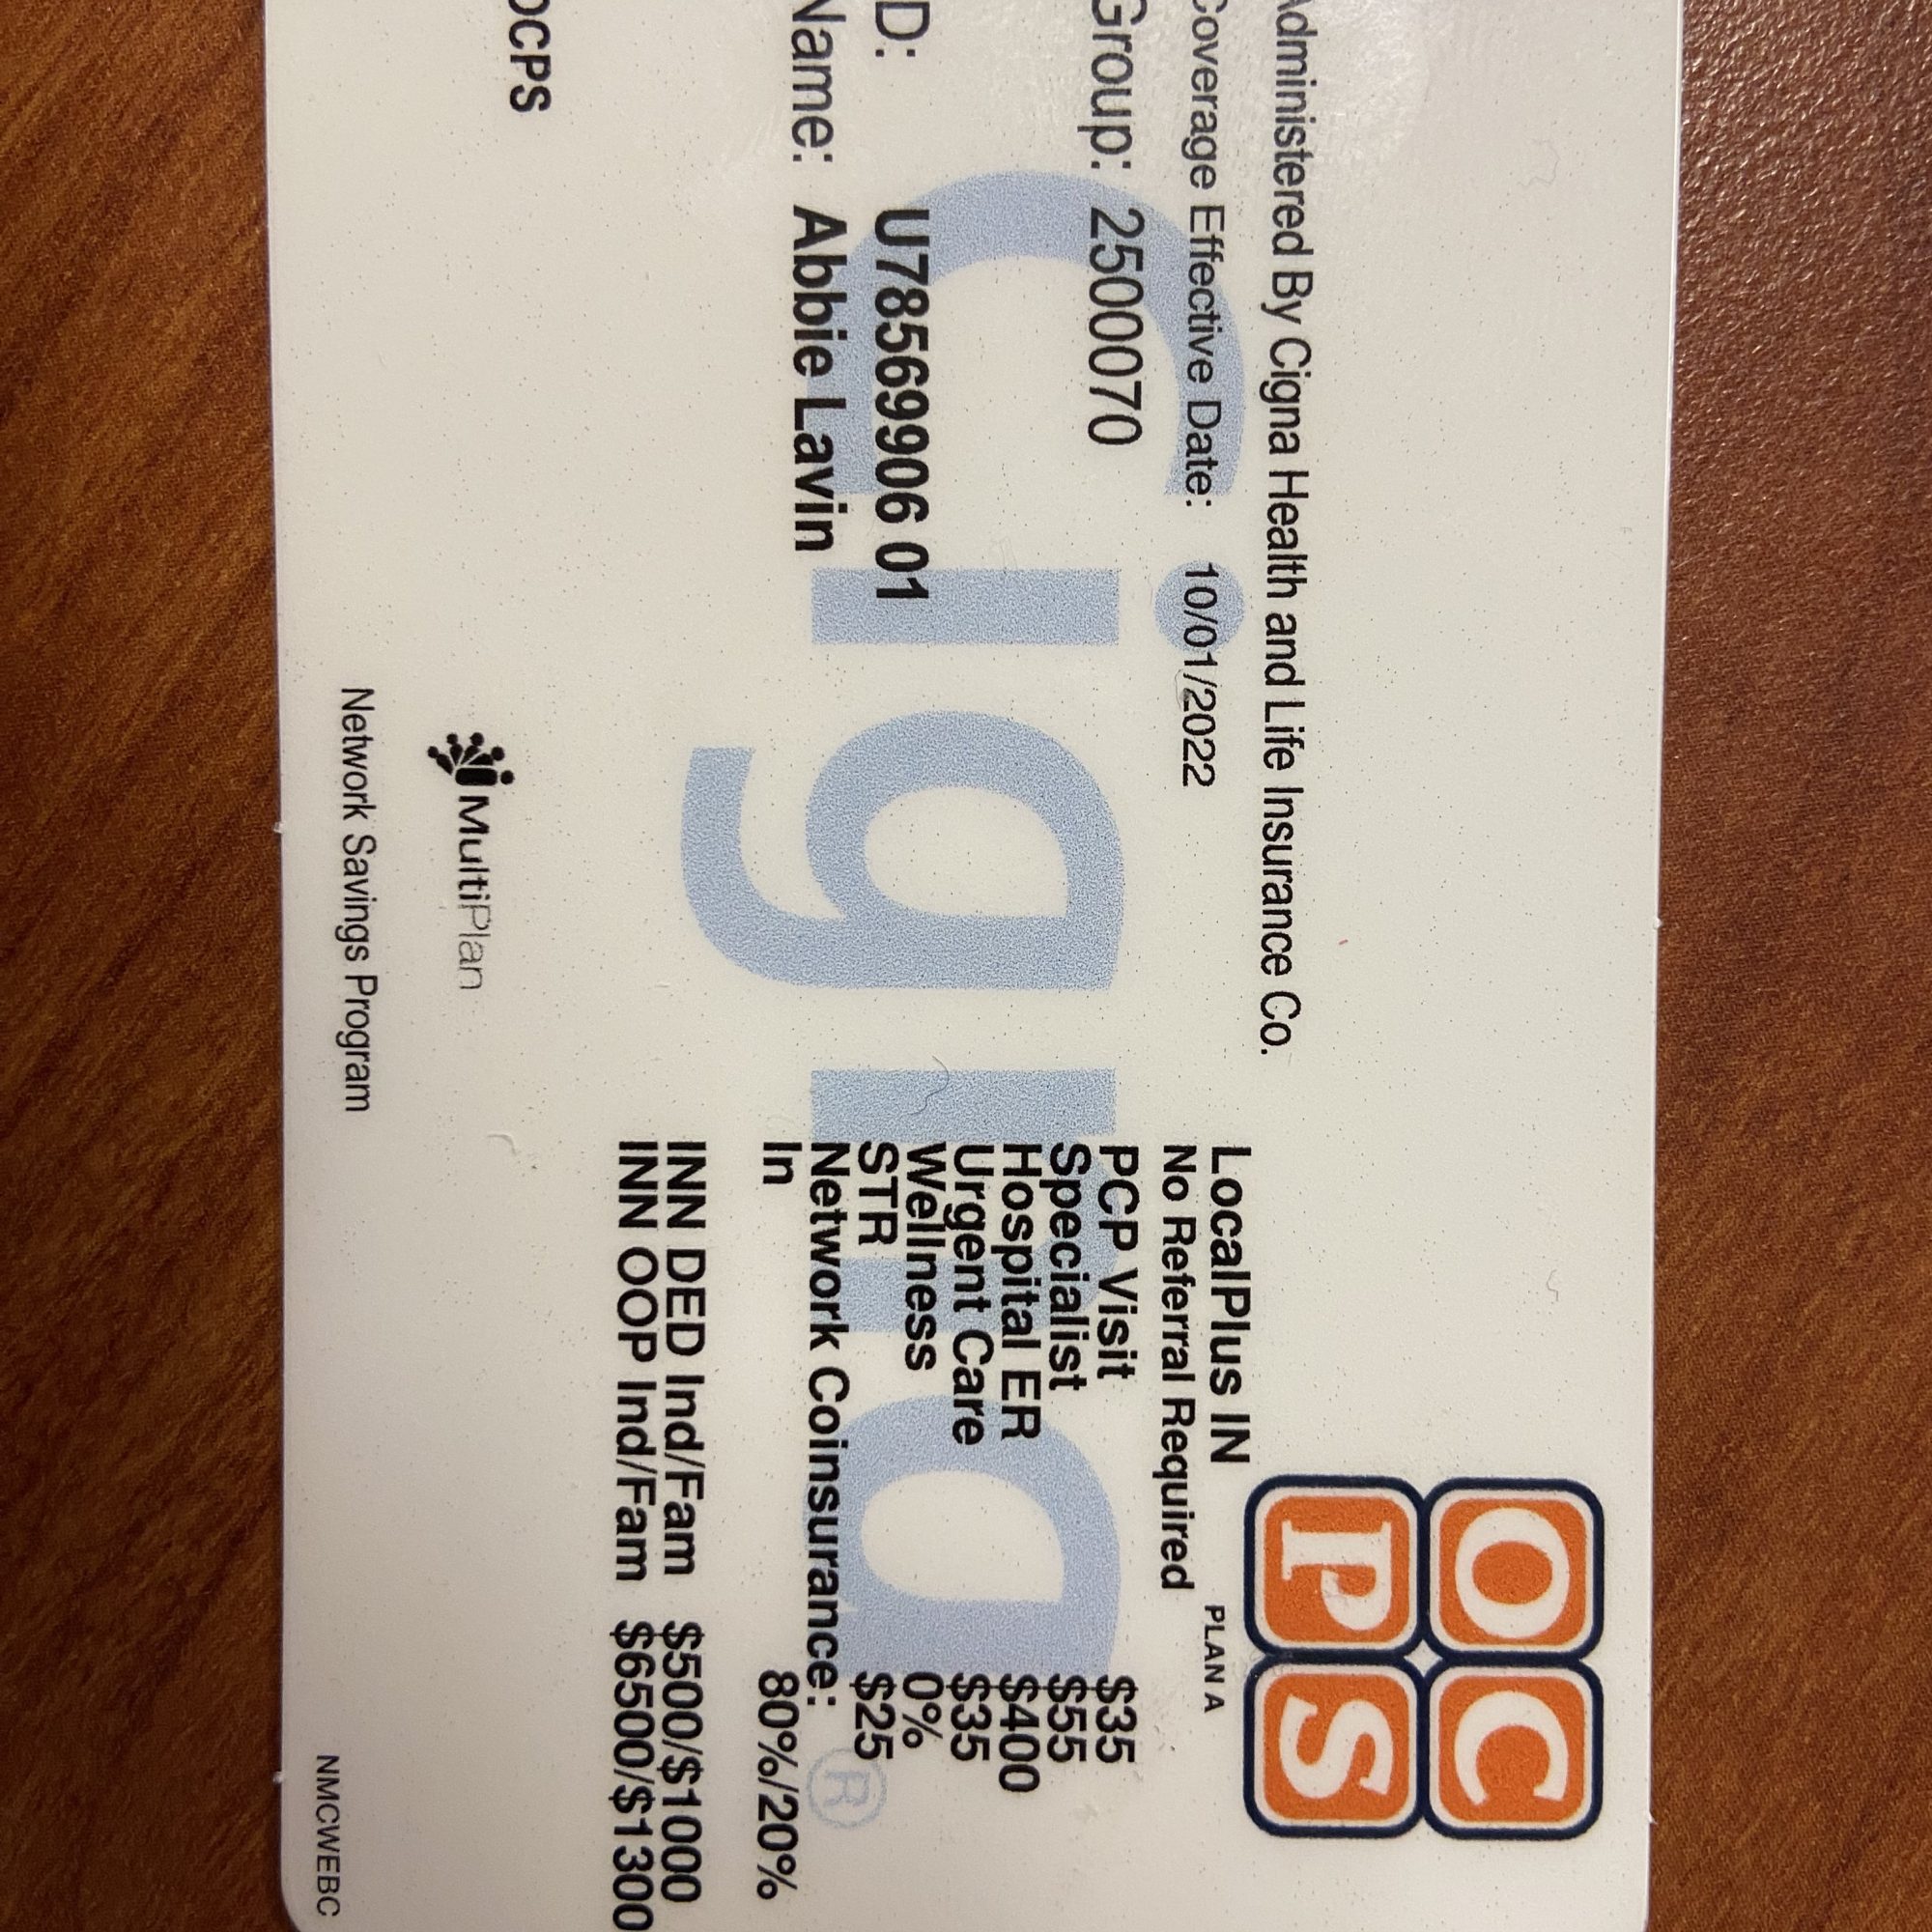 OC
PS
Administered By Cigna Health and Life Insurance Co.
Coverage Effective Date: 10/01/2022
Group: 2500070
ID: U78569906 01
Name: Abbie Lavin
OCPS
Cigna®
LocalPlus IN
PLAN A
No Referral Required
PCP Visit $35
Specialist $55
Hospital ER $400
Urgent Care $35
Wellness 0%
STR $25
Network Coinsurance:
In 80%/20%
INN DED Ind/Fam $500/$1000
INN OOP Ind/Fam $6500/$1300
MultiPlan
Network Savings Program
NMCWEBC